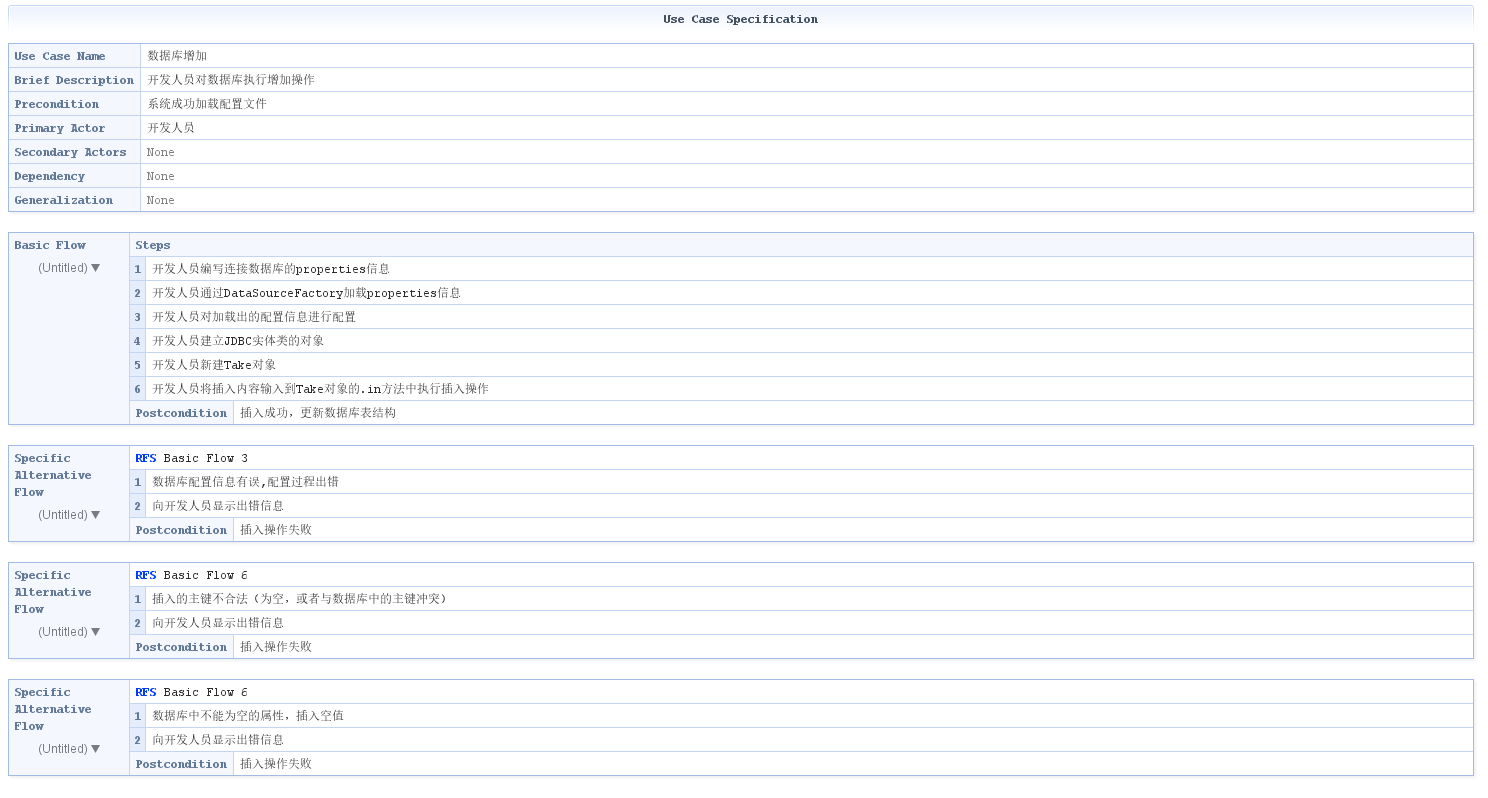 Use Case Specification
Use Case Name 数据库增加
Brief Description 开发人员对数据库执行增加操作
Precondition 系统成功加载配置文件
Primary Actor 开发人员
Secondary Actors None
Dependency None
Generalization None
Basic Flow Steps
(Untitled) ▼
1 开发人员编写连接数据库的properties信息
2 开发人员通过DataSourceFactory加载properties信息
3 开发人员对加载出的配置信息进行配置
4 开发人员建立JDBC实体类的对象
5 开发人员新建Take对象
6 开发人员将插入内容输入到Take对象的.in方法中执行插入操作
Postcondition 插入成功，更新数据库表结构
Specific
Alternative
Flow
(Untitled) ▼
RFS Basic Flow 3
1 数据库配置信息有误,配置过程出错
2 向开发人员显示出错信息
Postcondition 插入操作失败
Specific
Alternative
Flow
(Untitled) ▼
RFS Basic Flow 6
1 插入的主键不合法（为空，或者与数据库中的主键冲突）
2 向开发人员显示出错信息
Postcondition 插入操作失败
Specific
Alternative
Flow
(Untitled) ▼
RFS Basic Flow 6
1 数据库中不能为空的属性，插入空值
2 向开发人员显示出错信息
Postcondition 插入操作失败